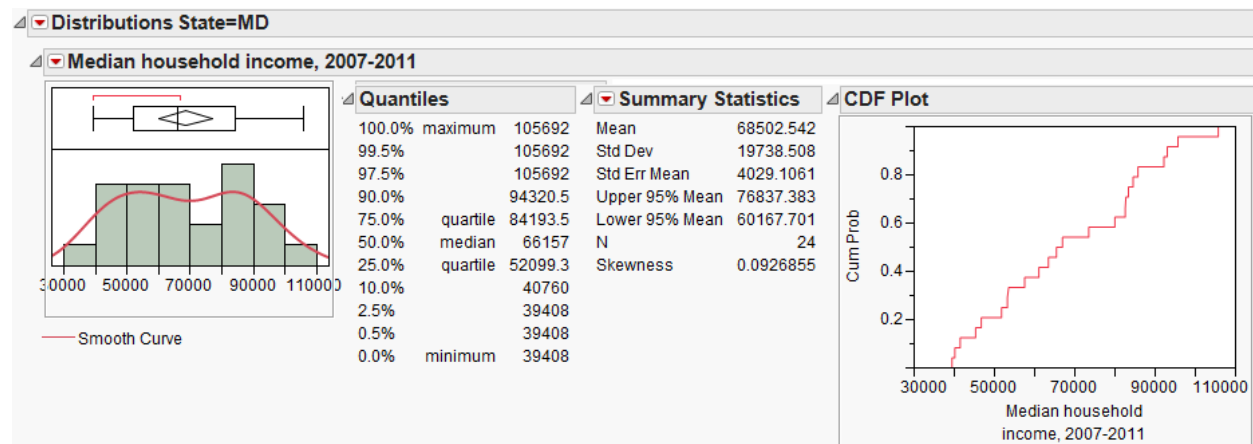 Distributions State=MD
Median household income, 2007-2011
30000 50000 70000 90000 110000
Smooth Curve
Quantiles
100.0% maximum 105692
99.5% 105692
97.5% 105692
90.0% 94320.5
75.0% quartile 84193.5
50.0% median 66157
25.0% quartile 52099.3
10.0% 40760
2.5% 39408
0.5% 39408
0.0% minimum 39408
Summary Statistics
Mean 68502.542
Std Dev 19738.508
Std Err Mean 4029.1061
Upper 95% Mean 76837.383
Lower 95% Mean 60167.701
N 24
Skewness 0.0926855
CDF Plot
Cum Prob
0.8
0.6
0.4
0.2
30000 50000 70000 90000 110000
Median household
income, 2007-2011